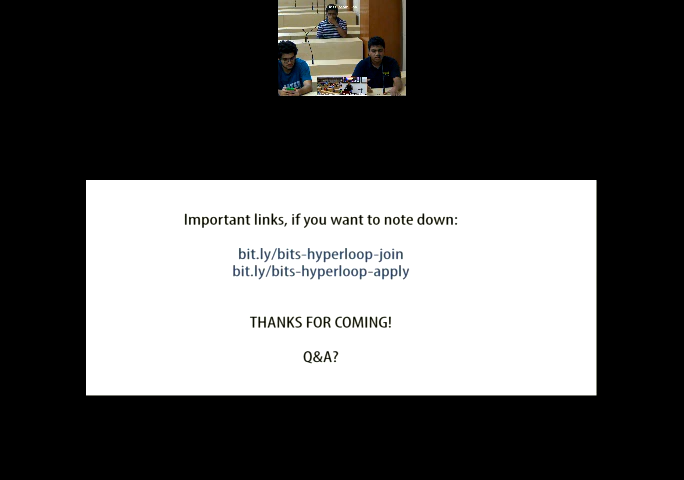 Important links, if you want to note down:
bit.ly/bits-hyperloop-join
bit.ly/bits-hyperloop-apply
THANKS FOR COMING!
Q&A?